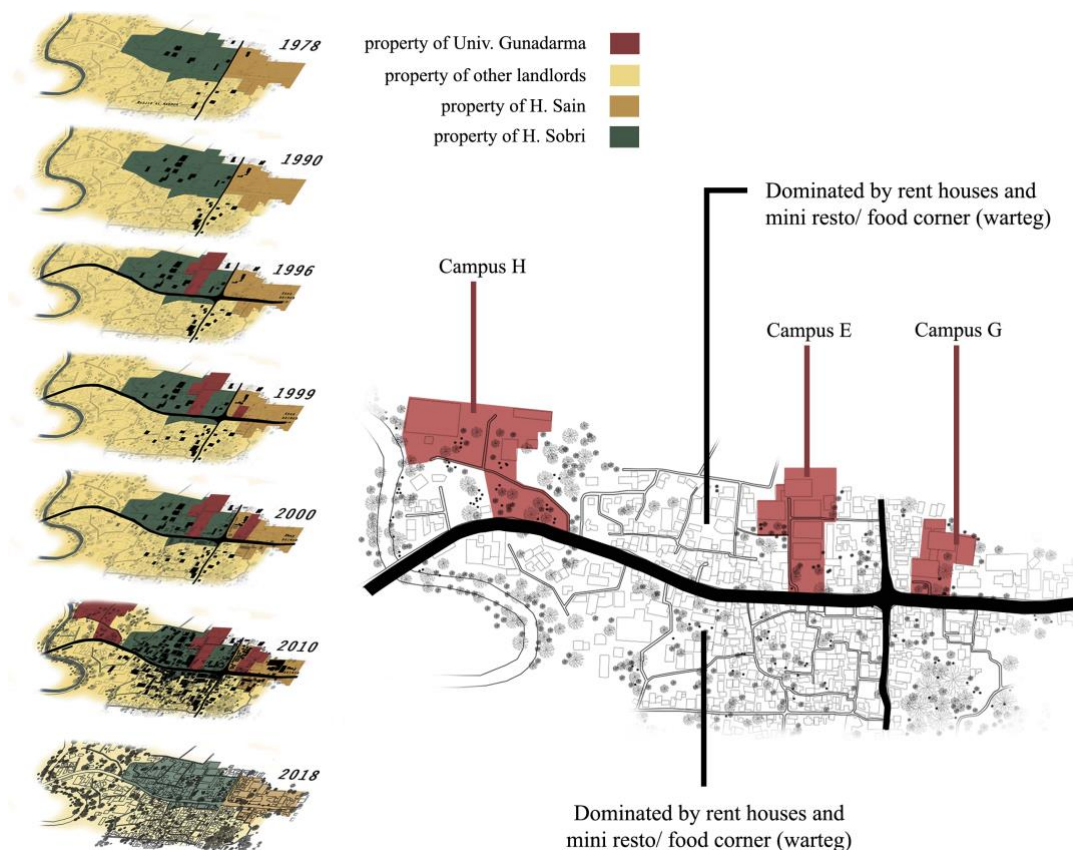 1978
property of Univ. Gunadarma
property of other landlords
property of H. Sain
property of H. Sobri
1990
Dominated by rent houses and
mini resto/ food corner (warteg)
1996
Campus H
Campus E
Campus G
1999
2000
2010
2018
Dominated by rent houses and
mini resto/ food corner (warteg)